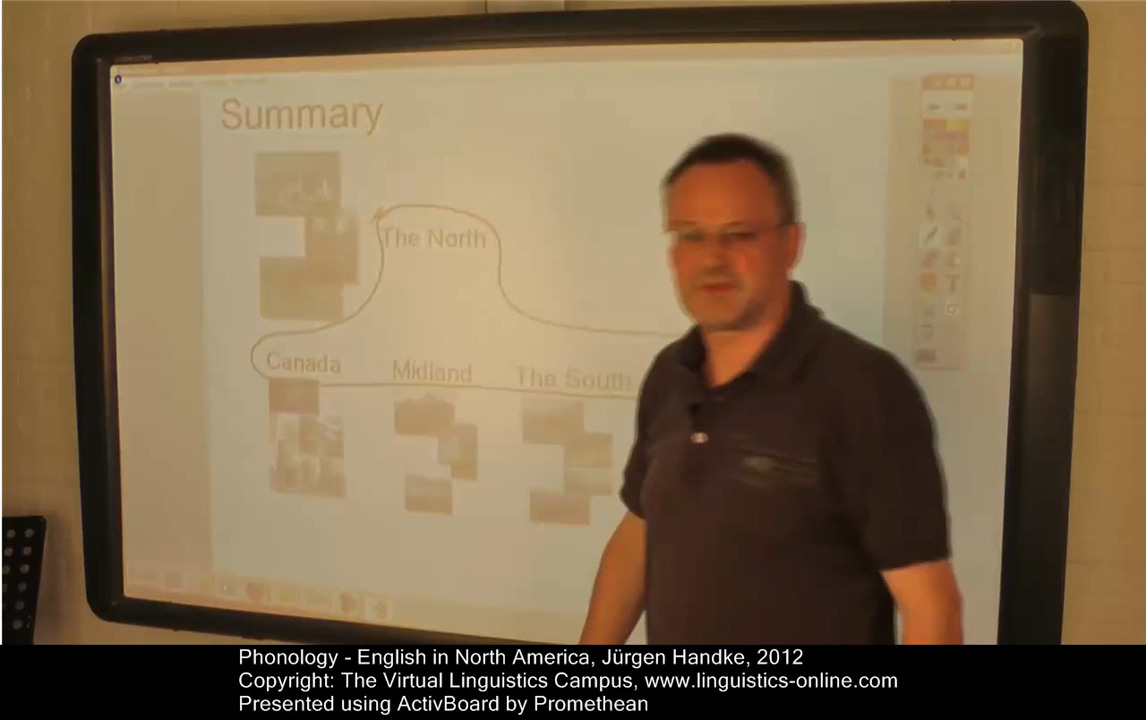 Summary
The North
Canada
Midland
The South
Phonology - English in North America, Jürgen Handke, 2012
Copyright: The Virtual Linguistics Campus, www.linguistics-online.com
Presented using ActivBoard by Promethean